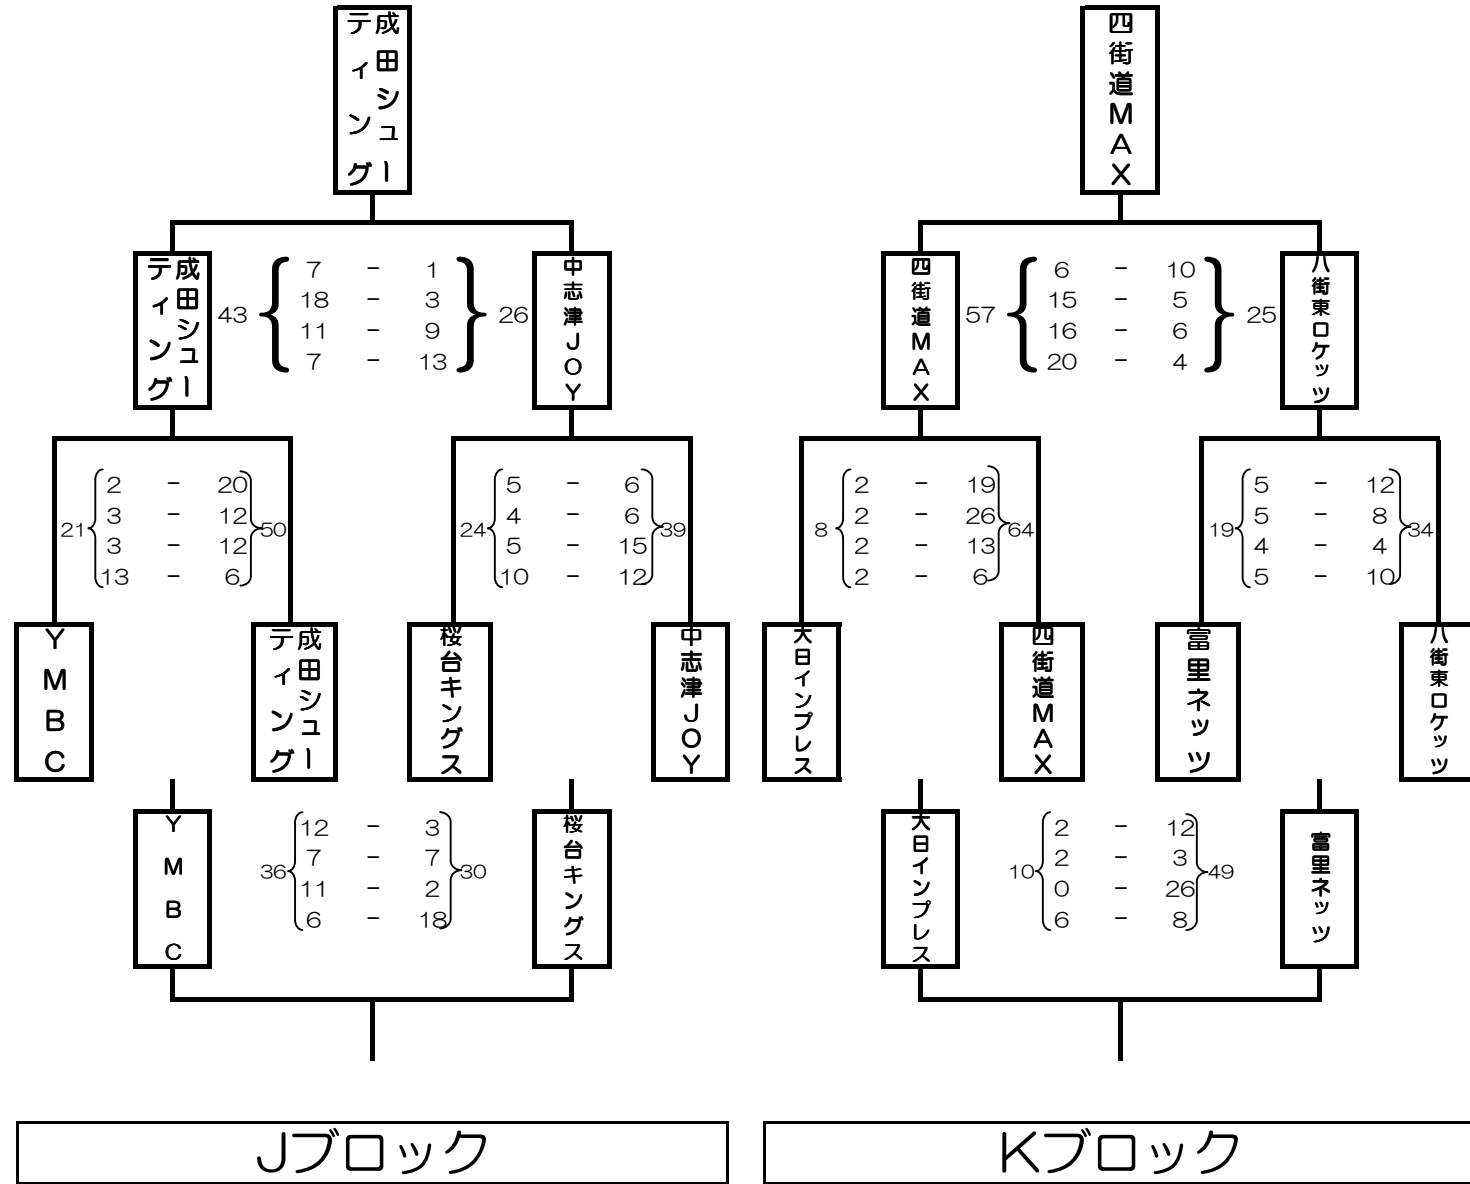 成田シューティング
四街道MAX
成田シューティング
43
7 - 1
18 - 3
11 - 9
7 - 13
26
中志津JOY
四街道MAX
57
6 - 10
15 - 5
16 - 6
20 - 4
25
八街東ロケッツ
21
2 - 20
3 - 12
3 - 12
13 - 6
50
24
5 - 6
4 - 6
5 - 15
10 - 12
39
8
2 - 19
2 - 26
2 - 13
2 - 6
64
19
5 - 12
5 - 8
4 - 4
5 - 10
34
YMBC
成田シューティング
桜台キングス
中志津JOY
大日インプレス
四街道MAX
富里ネッツ
八街東ロケッツ
YMBC
36
12 - 3
7 - 7
11 - 2
6 - 18
30
桜台キングス
大日インプレス
10
2 - 12
2 - 3
0 - 26
6 - 8
49
富里ネッツ
Jブロック
Kブロック